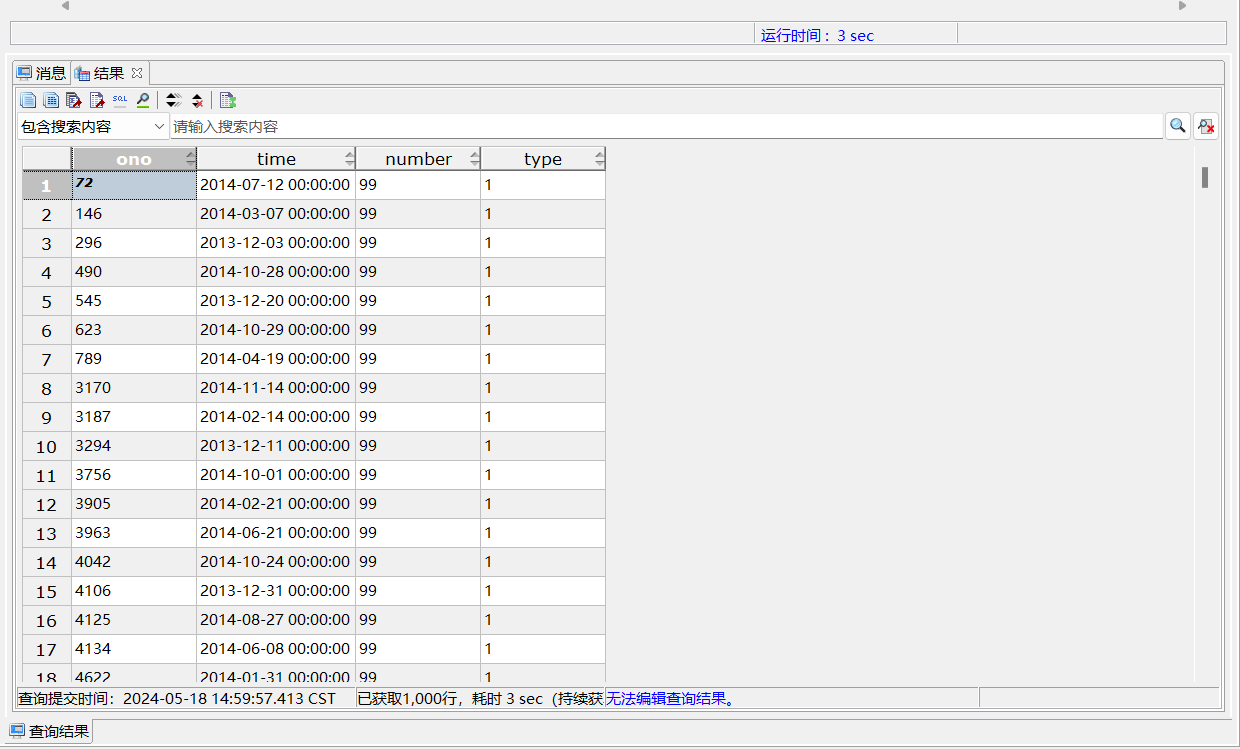 运行时间：3 sec
消息 结果
SQL
包含搜索内容 请输入搜索内容
ono time number type
1 72 2014-07-12 00:00:00 99 1
2 146 2014-03-07 00:00:00 99 1
3 296 2013-12-03 00:00:00 99 1
4 490 2014-10-28 00:00:00 99 1
5 545 2013-12-20 00:00:00 99 1
6 623 2014-10-29 00:00:00 99 1
7 789 2014-04-19 00:00:00 99 1
8 3170 2014-11-14 00:00:00 99 1
9 3187 2014-02-14 00:00:00 99 1
10 3294 2013-12-11 00:00:00 99 1
11 3756 2014-10-01 00:00:00 99 1
12 3905 2014-02-21 00:00:00 99 1
13 3963 2014-06-21 00:00:00 99 1
14 4042 2014-10-24 00:00:00 99 1
15 4106 2013-12-31 00:00:00 99 1
16 4125 2014-08-27 00:00:00 99 1
17 4134 2014-06-08 00:00:00 99 1
18 4622 2014-01-31 00:00:00 99 1
查询提交时间：2024-05-18 14:59:57.413 CST 已获取1,000行，耗时 3 sec（持续获 无法编辑查询结果。
查询结果